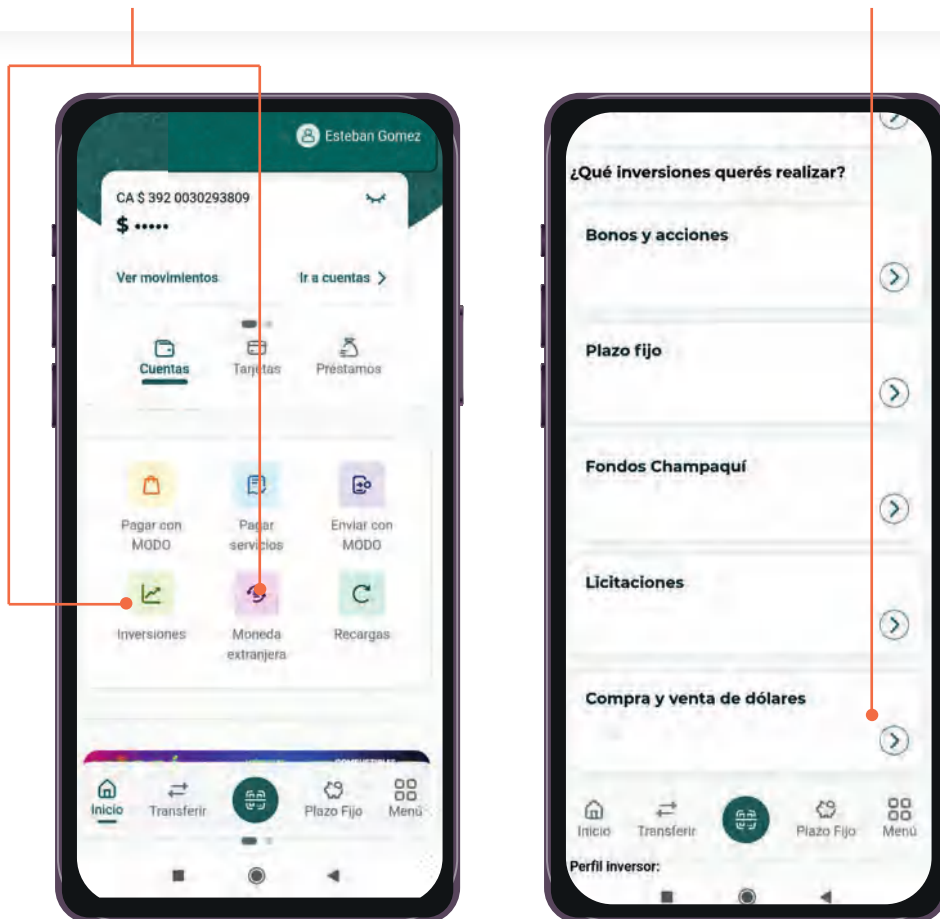 Esteban Gomez
CA $ 392 0030293809
$ •••••
Ver movimientos Ir a cuentas
Cuentas Tarjetas Préstamos
Pagar con MODO
Pagar servicios
Enviar con MODO
Inversiones
Moneda extranjera
Recargas
Inicio Transferir Plazo Fijo Menú
¿Qué inversiones querés realizar?
Bonos y acciones
Plazo fijo
Fondos Champaquí
Licitaciones
Compra y venta de dólares
Inicio Transferir Plazo Fijo Menú
Perfil inversor: